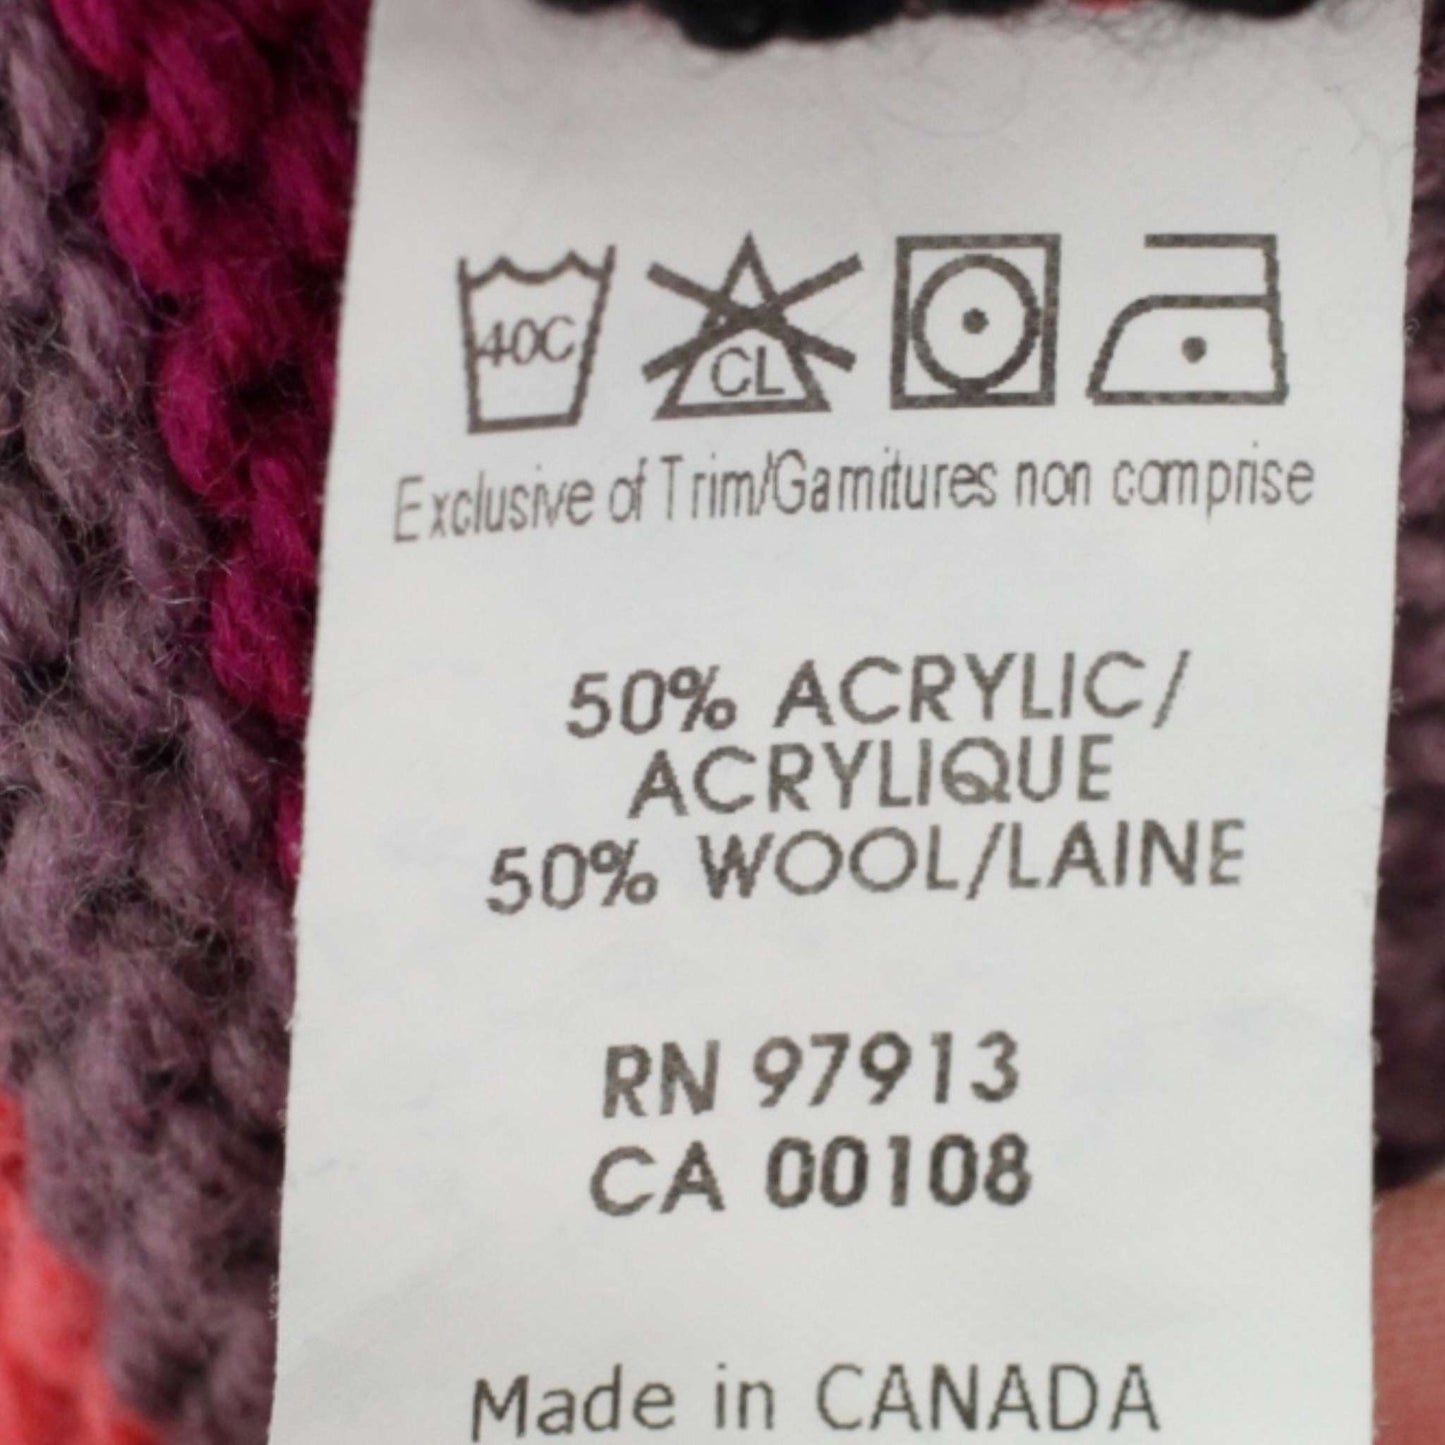 40C CL
Exclusive of Trim/Garnitures non comprise
50% ACRYLIC/
ACRYLIQUE
50% WOOL/LAINE
RN 97913
CA 00108
Made in CANADA